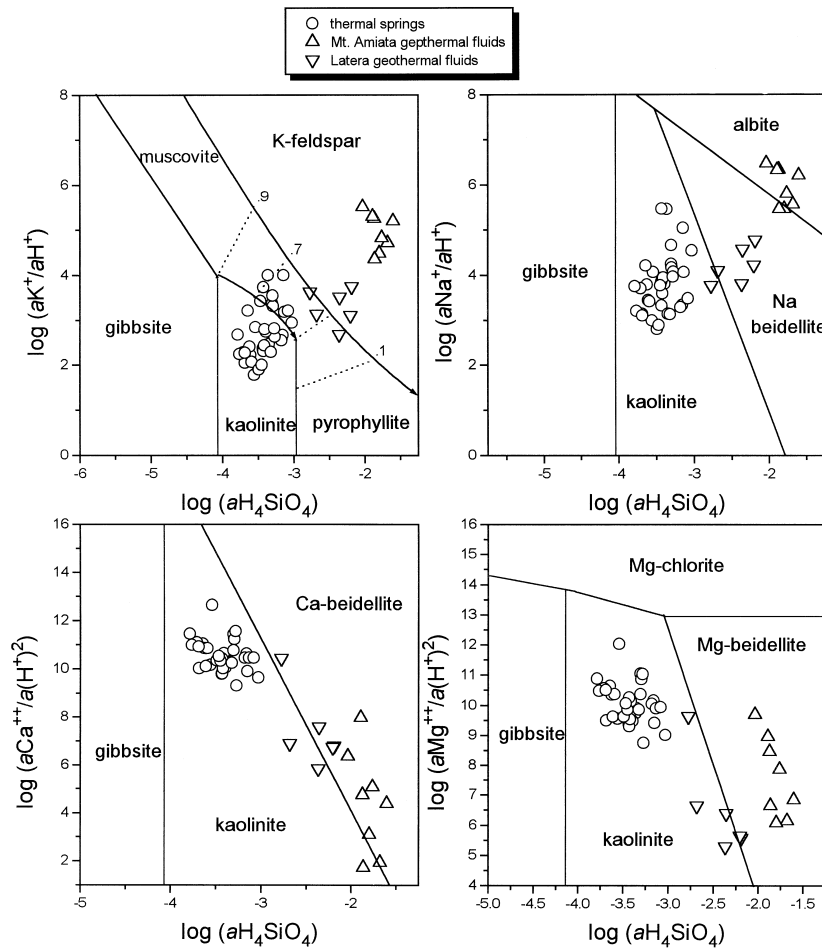 thermal springs
Mt. Amiata gepthermal fluids
Latera geothermal fluids
8
6
4
2
0
log (aK⁺/aH⁺)
muscovite
K-feldspar
.9
.7
.1
gibbsite
kaolinite
pyrophyllite
-6 -5 -4 -3 -2
log (aH₄SiO₄)
8
6
4
2
0
log (aNa⁺/aH⁺)
albite
gibbsite
Na
beidellite
kaolinite
-5 -4 -3 -2
log (aH₄SiO₄)
16
14
12
10
8
6
4
2
log (aCa⁺⁺/a(H⁺)²)
Ca-beidellite
gibbsite
kaolinite
-5 -4 -3 -2
log (aH₄SiO₄)
16
15
14
13
12
11
10
9
8
7
6
5
4
log (aMg⁺⁺/a(H⁺)²)
Mg-chlorite
Mg-beidellite
gibbsite
kaolinite
-5.0 -4.5 -4.0 -3.5 -3.0 -2.5 -2.0 -1.5
log (aH₄SiO₄)